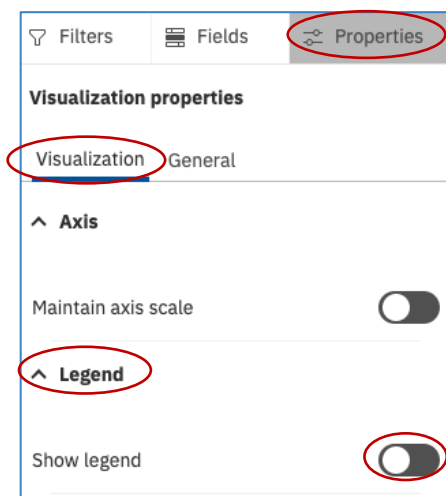 Filters Fields Properties
Visualization properties
Visualization General
Axis
Maintain axis scale
Legend
Show legend